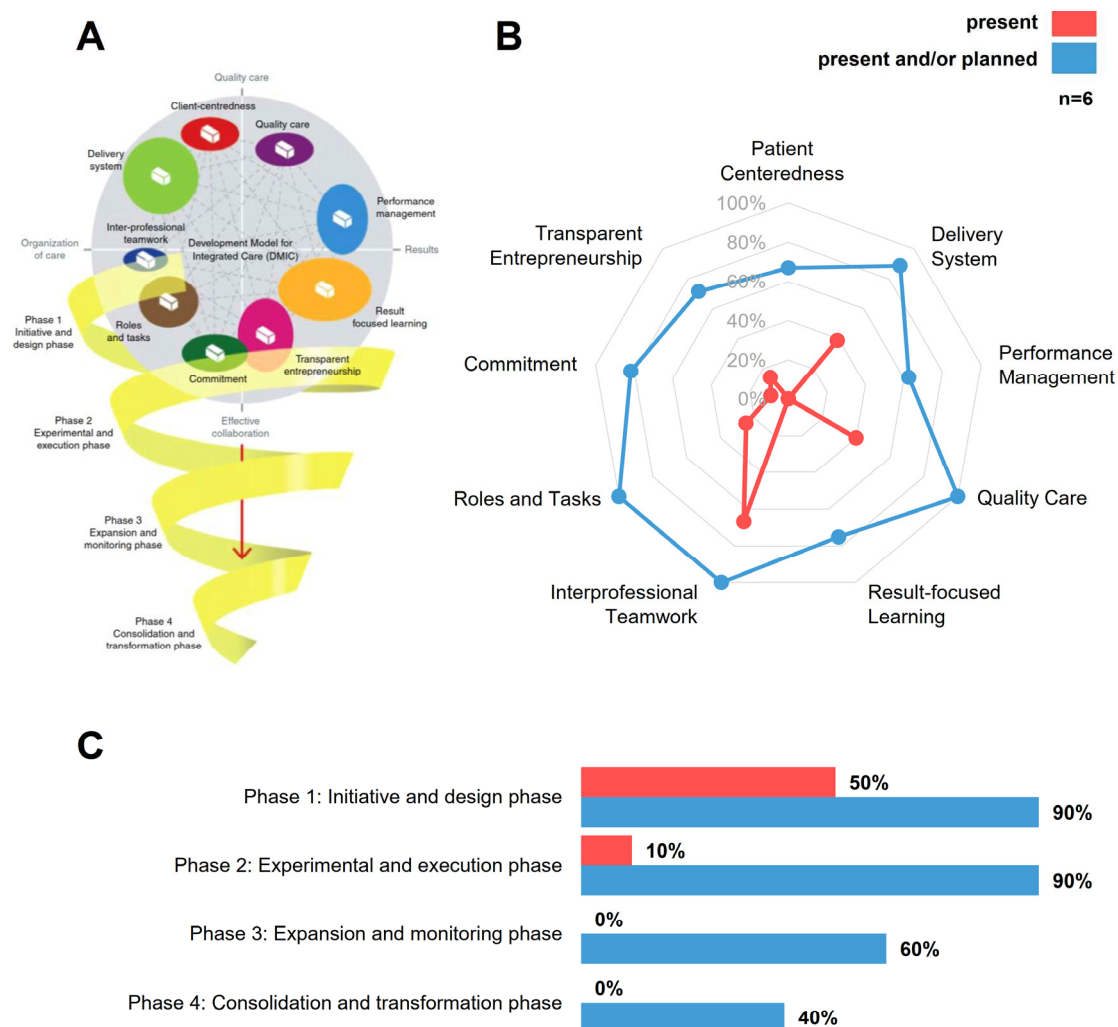 A
Quality care
Client-centredness
Quality care
Delivery
system
Performance
management
Inter-professional
teamwork
Organization
of care
Development Model for
Integrated Care (DMIC)
Results
Phase 1
Initiative and
design phase
Roles
and tasks
Result
focused learning
Commitment
Transparent
entrepreneurship
Phase 2
Experimental and
execution phase
Effective
collaboration
Phase 3
Expansion and
monitoring phase
Phase 4
Consolidation and
transformation phase
B
present
present and/or planned
n=6
Patient
Centeredness
100%
80%
60%
40%
20%
0%
Delivery
System
Performance
Management
Quality Care
Result-focused
Learning
Interprofessional
Teamwork
Roles and Tasks
Commitment
Transparent
Entrepreneurship
C
Phase 1: Initiative and design phase
50%
90%
Phase 2: Experimental and execution phase
10%
90%
Phase 3: Expansion and monitoring phase
0%
60%
Phase 4: Consolidation and transformation phase
0%
40%